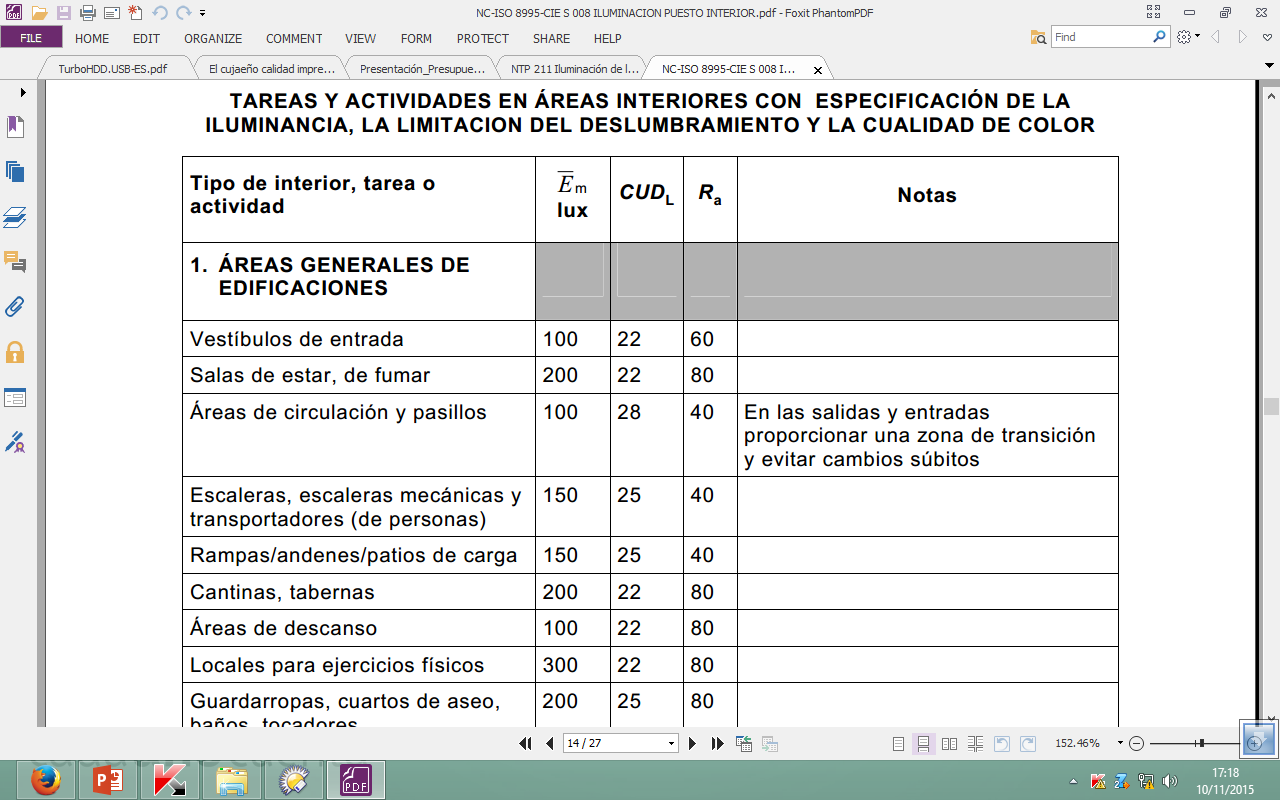 NC-ISO 8995-CIE S 008 ILUMINACION PUESTO INTERIOR.pdf - Foxit PhantomPDF
FILE HOME EDIT ORGANIZE COMMENT VIEW FORM PROTECT SHARE HELP Find
TurboHDD.USB-ES.pdf El cujaeño calidad impre... Presentación_Presupue... NTP 211 Iluminación de l... NC-ISO 8995-CIE S 008 I...
TAREAS Y ACTIVIDADES EN ÁREAS INTERIORES CON ESPECIFICACIÓN DE LA
ILUMINANCIA, LA LIMITACION DEL DESLUMBRAMIENTO Y LA CUALIDAD DE COLOR
Tipo de interior, tarea o
actividad
E̅m
lux
CUDL
Ra
Notas
1. ÁREAS GENERALES DE
EDIFICACIONES
Vestíbulos de entrada 100 22 60
Salas de estar, de fumar 200 22 80
Áreas de circulación y pasillos 100 28 40 En las salidas y entradas
proporcionar una zona de transición
y evitar cambios súbitos
Escaleras, escaleras mecánicas y 150 25 40
transportadores (de personas)
Rampas/andenes/patios de carga 150 25 40
Cantinas, tabernas 200 22 80
Áreas de descanso 100 22 80
Locales para ejercicios físicos 300 22 80
Guardarropas, cuartos de aseo, 200 25 80
baños, tocadores
14 / 27 152.46%
PDF
17:18
10/11/2015